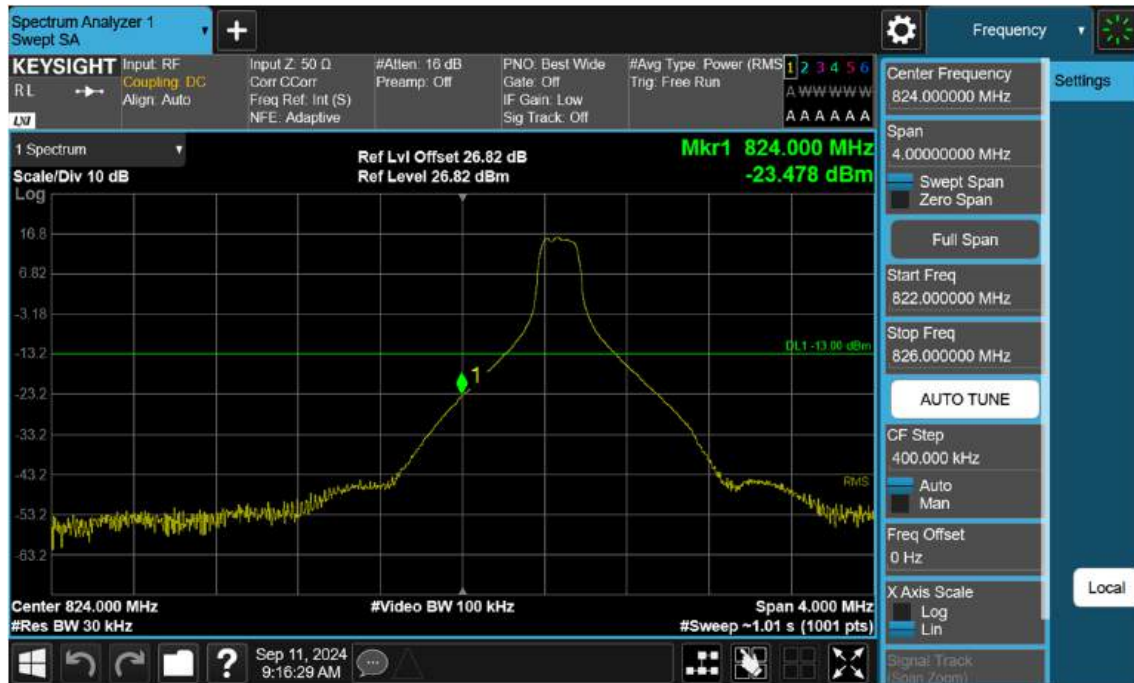 Spectrum Analyzer 1
Swept SA
Frequency
KEYSIGHT
RL
LXI
Input: RF
Coupling: DC
Align: Auto
Input Z: 50 Ω
Corr CCorr
Freq Ref: Int (S)
NFE: Adaptive
#Atten: 16 dB
Preamp: Off
PNO: Best Wide
Gate: Off
IF Gain: Low
Sig Track: Off
#Avg Type: Power (RMS
Trig: Free Run
1 2 3 4 5 6
A W W W W W
A A A A A A
1 Spectrum
Scale/Div 10 dB
Log
Ref Lvl Offset 26.82 dB
Ref Level 26.82 dBm
Mkr1 824.000 MHz
-23.478 dBm
16.8
6.82
-3.18
-13.2
-23.2
-33.2
-43.2
-53.2
-63.2
DL1 -13.00 dBm
1
RMS
Center 824.000 MHz
#Res BW 30 kHz
#Video BW 100 kHz
Span 4.000 MHz
#Sweep ~1.01 s (1001 pts)
?
Sep 11, 2024
9:16:29 AM
Center Frequency
824.000000 MHz
Span
4.00000000 MHz
Swept Span
Zero Span
Full Span
Start Freq
822.000000 MHz
Stop Freq
826.000000 MHz
AUTO TUNE
CF Step
400.000 kHz
Auto
Man
Freq Offset
0 Hz
X Axis Scale
Log
Lin
Signal Track
(Span Zoom)
Settings
Local